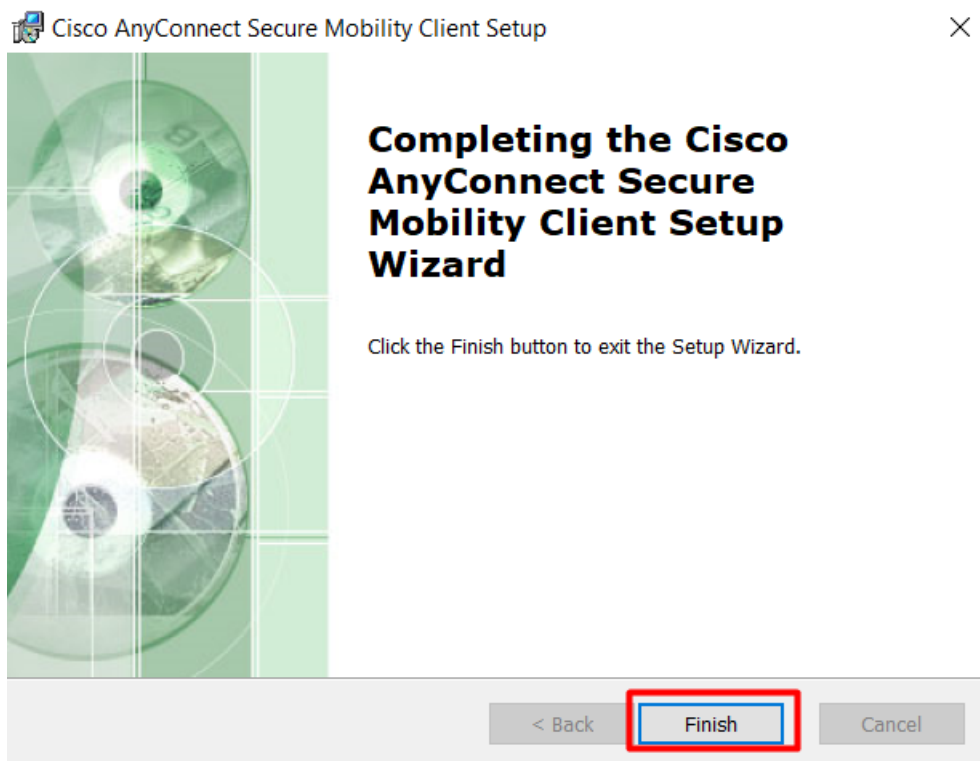 Cisco AnyConnect Secure Mobility Client Setup
Completing the Cisco
AnyConnect Secure
Mobility Client Setup
Wizard
Click the Finish button to exit the Setup Wizard.
< Back
Finish
Cancel